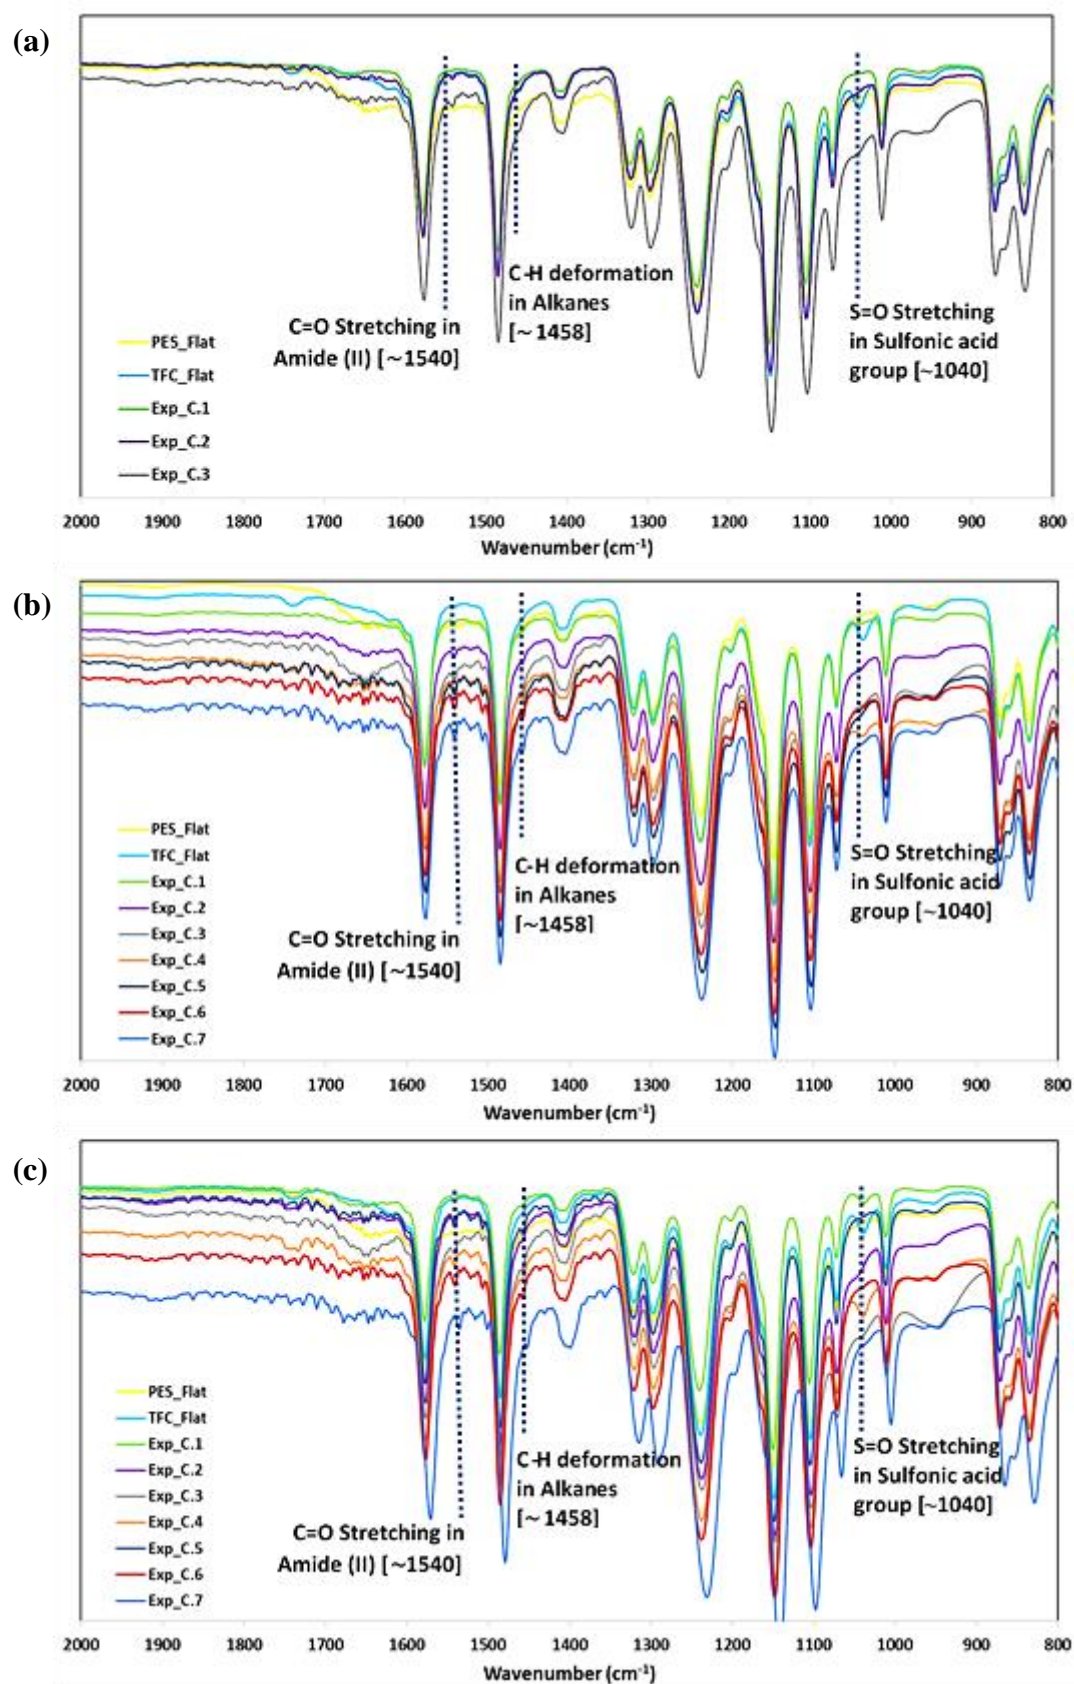 (a)
C-H deformation
in Alkanes
[~ 1458]
C=O Stretching in
Amide (II) [~1540]
S=O Stretching
in Sulfonic acid
group [~1040]
PES_Flat
TFC_Flat
Exp_C.1
Exp_C.2
Exp_C.3
2000 1900 1800 1700 1600 1500 1400 1300 1200 1100 1000 900 800
Wavenumber (cm⁻¹)
(b)
C-H deformation
in Alkanes
[~1458]
C=O Stretching in
Amide (II) [~1540]
S=O Stretching
in Sulfonic acid
group [~1040]
PES_Flat
TFC_Flat
Exp_C.1
Exp_C.2
Exp_C.3
Exp_C.4
Exp_C.5
Exp_C.6
Exp_C.7
2000 1900 1800 1700 1600 1500 1400 1300 1200 1100 1000 900 800
Wavenumber (cm⁻¹)
(c)
C-H deformation
in Alkanes
[~ 1458]
C=O Stretching in
Amide (II) [~1540]
S=O Stretching
in Sulfonic acid
group [~1040]
PES_Flat
TFC_Flat
Exp_C.1
Exp_C.2
Exp_C.3
Exp_C.4
Exp_C.5
Exp_C.6
Exp_C.7
2000 1900 1800 1700 1600 1500 1400 1300 1200 1100 1000 900 800
Wavenumber (cm⁻¹)